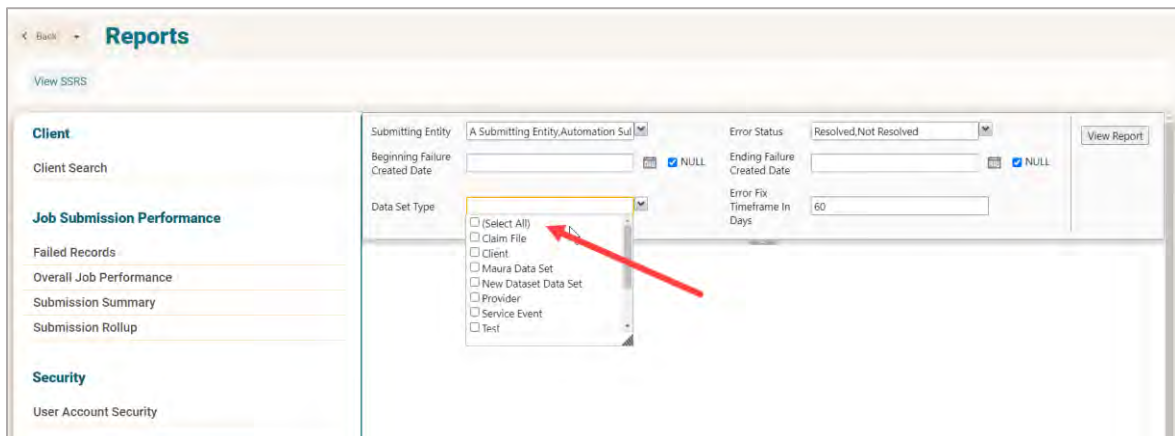 Back
Reports
View SSRS
Client
Client Search
Job Submission Performance
Failed Records
Overall Job Performance
Submission Summary
Submission Rollup
Security
User Account Security
Submitting Entity
A Submitting Entity,Automation Sul
Error Status
Resolved,Not Resolved
View Report
Beginning Failure
Created Date
NULL
Ending Failure
Created Date
NULL
Data Set Type
Error Fix
Timeframe In
Days
60
(Select All)
Claim File
Client
Maura Data Set
New Dataset Data Set
Provider
Service Event
Test